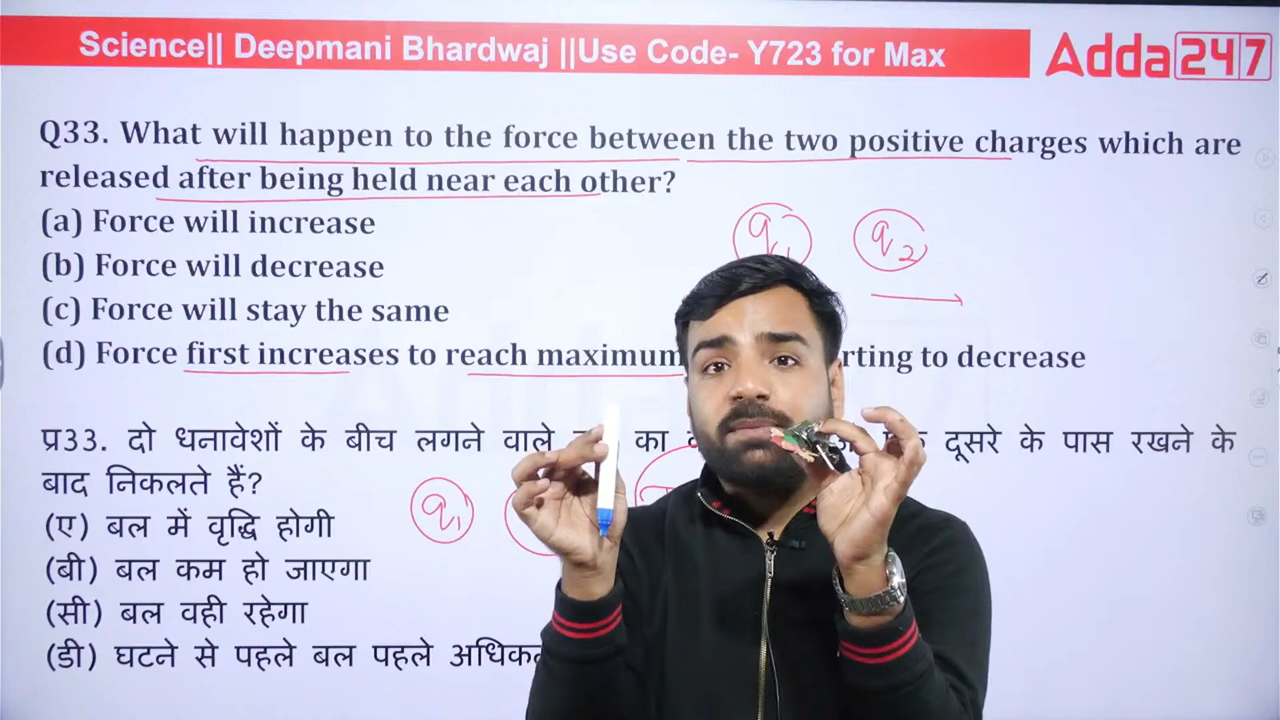 Science|| Deepmani Bhardwaj ||Use Code- Y723 for Max
Adda247
Q33. What will happen to the force between the two positive charges which are
released after being held near each other?
(a) Force will increase
q1 q2
(b) Force will decrease
(c) Force will stay the same
(d) Force first increases to reach maximum rting to decrease
प्र33. दो धनावेशों के बीच लगने वाले का दूसरे के पास रखने के
बाद निकलते हैं?
q1
(ए) बल में वृद्धि होगी
(बी) बल कम हो जाएगा
(सी) बल वही रहेगा
(डी) घटने से पहले बल पहले